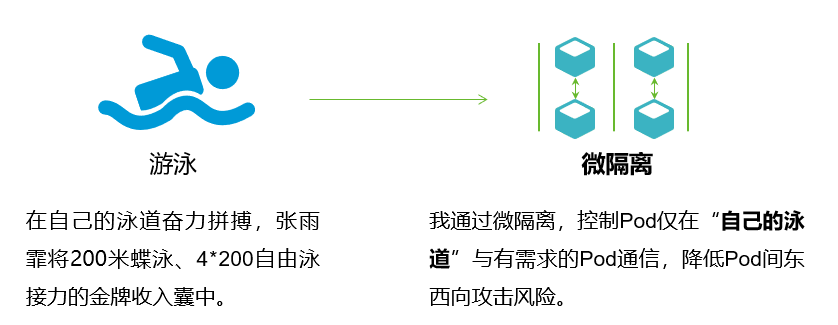 游泳
微隔离
在自己的泳道奋力拼搏，张雨
霏将200米蝶泳、4*200自由泳
接力的金牌收入囊中。
我通过微隔离，控制Pod仅在“自己的泳
道”与有需求的Pod通信，降低Pod间东
西向攻击风险。